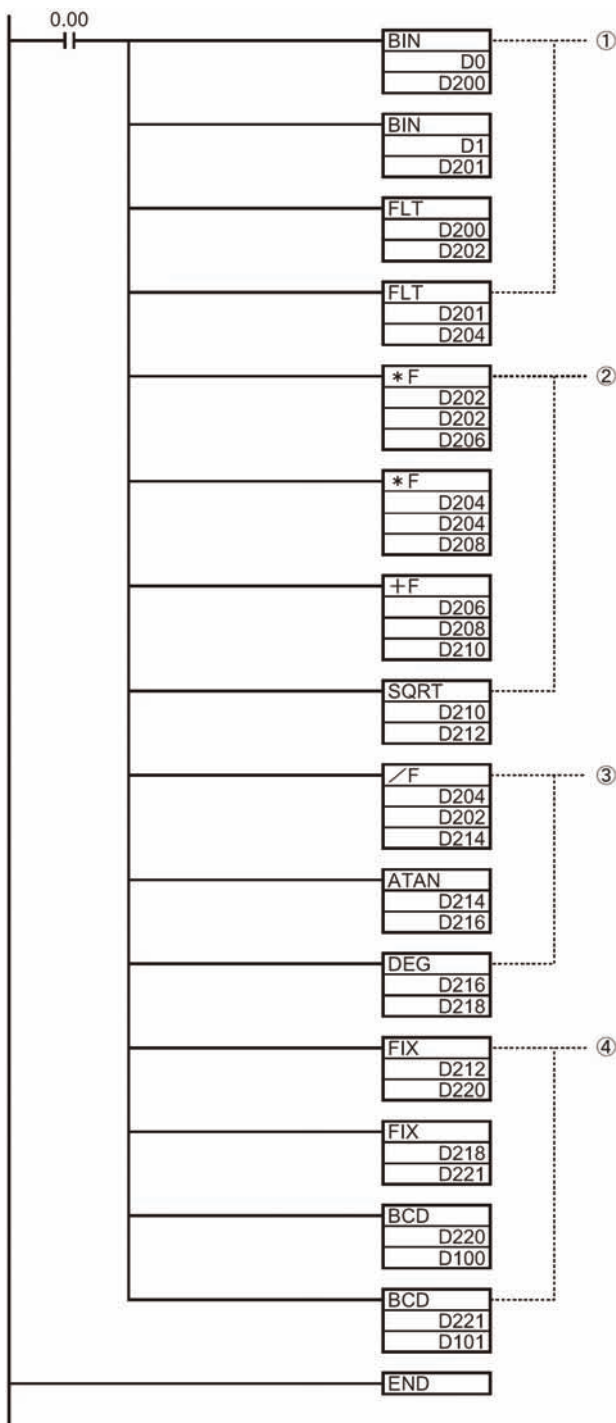 0.00
BIN ①
D0
D200
BIN
D1
D201
FLT
D200
D202
FLT
D201
D204
*F ②
D202
D202
D206
*F
D204
D204
D208
+F
D206
D208
D210
SQRT
D210
D212
/F ③
D204
D202
D214
ATAN
D214
D216
DEG
D216
D218
FIX ④
D212
D220
FIX
D218
D221
BCD
D220
D100
BCD
D221
D101
END